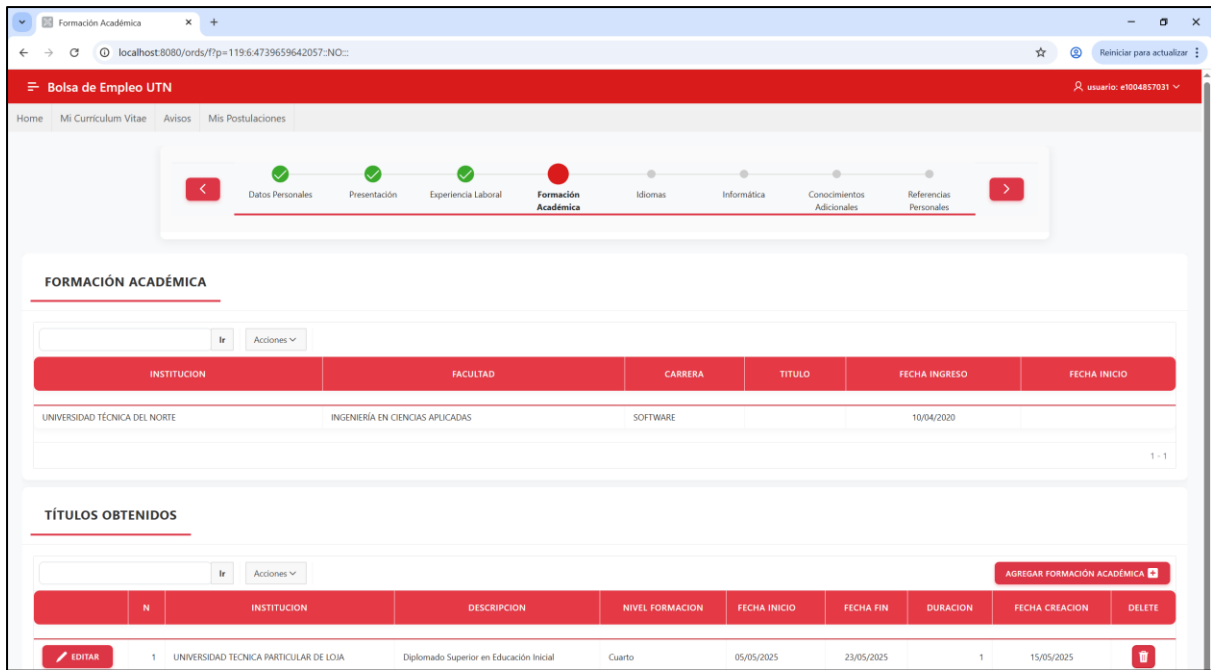 Formación Académica
localhost:8080/ords/f?p=119:6:4739659642057::NO:::
Reiniciar para actualizar
Bolsa de Empleo UTN
usuario: e1004857031
Home Mi Curriculum Vitae Avisos Mis Postulaciones
Datos Personales Presentación Experiencia Laboral Formación Académica Idiomas Informática Conocimientos Adicionales Referencias Personales
FORMACIÓN ACADÉMICA
Ir Acciones
INSTITUCION FACULTAD CARRERA TITULO FECHA INGRESO FECHA INICIO
UNIVERSIDAD TÉCNICA DEL NORTE INGENIERÍA EN CIENCIAS APLICADAS SOFTWARE 10/04/2020
1 - 1
TÍTULOS OBTENIDOS
Ir Acciones AGREGAR FORMACIÓN ACADÉMICA
N INSTITUCION DESCRIPCION NIVEL FORMACION FECHA INICIO FECHA FIN DURACION FECHA CREACION DELETE
EDITAR 1 UNIVERSIDAD TECNICA PARTICULAR DE LOJA Diplomado Superior en Educación Inicial Cuarto 05/05/2025 23/05/2025 1 15/05/2025